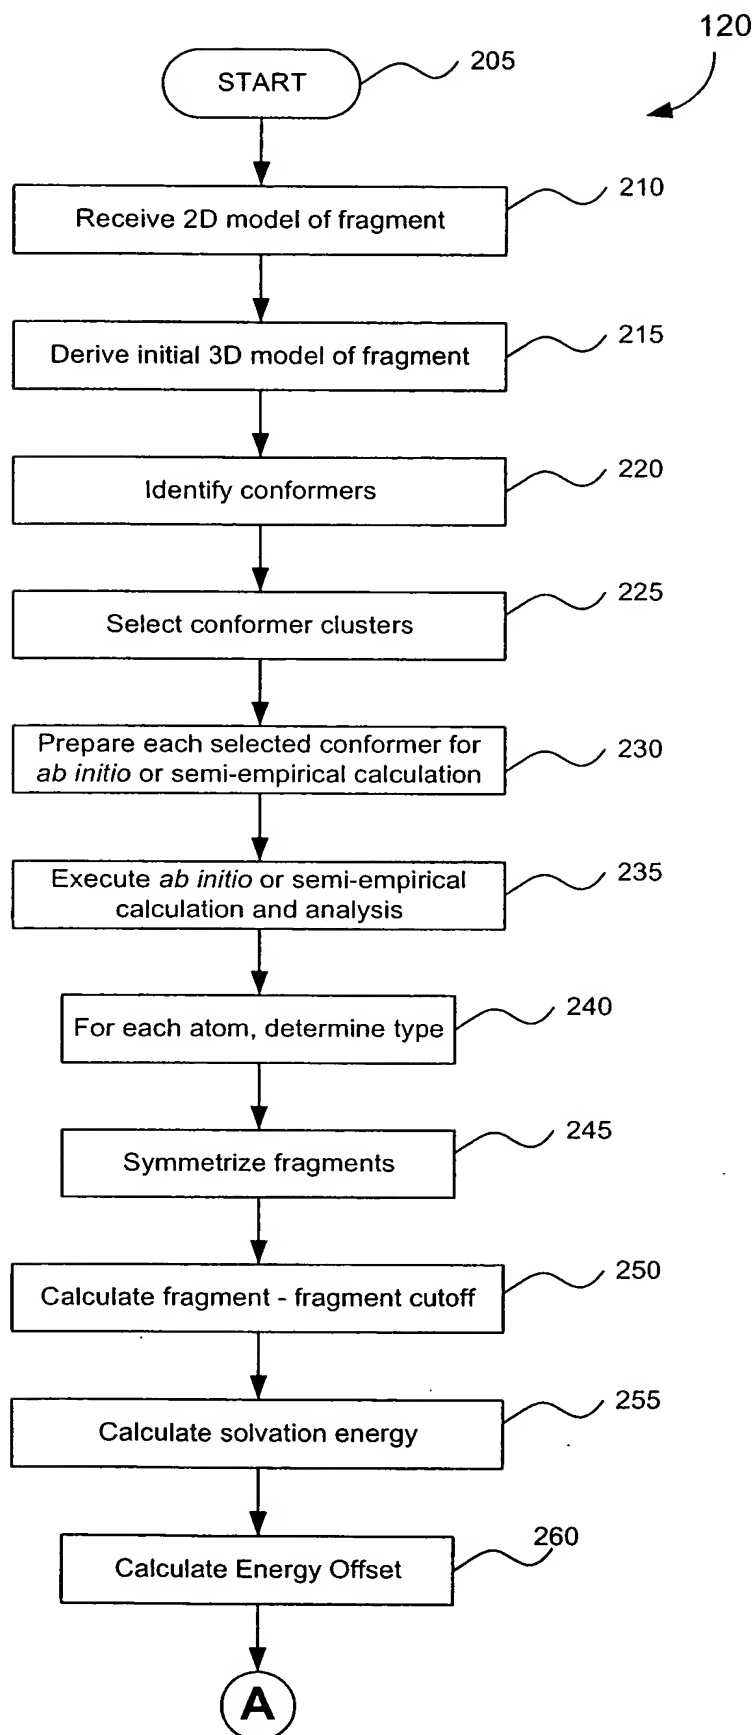 120
START
205
Receive 2D model of fragment
210
Derive initial 3D model of fragment
215
Identify conformers
220
Select conformer clusters
225
Prepare each selected conformer for
ab initio or semi-empirical calculation
230
Execute ab initio or semi-empirical
calculation and analysis
235
For each atom, determine type
240
Symmetrize fragments
245
Calculate fragment - fragment cutoff
250
Calculate solvation energy
255
Calculate Energy Offset
260
A